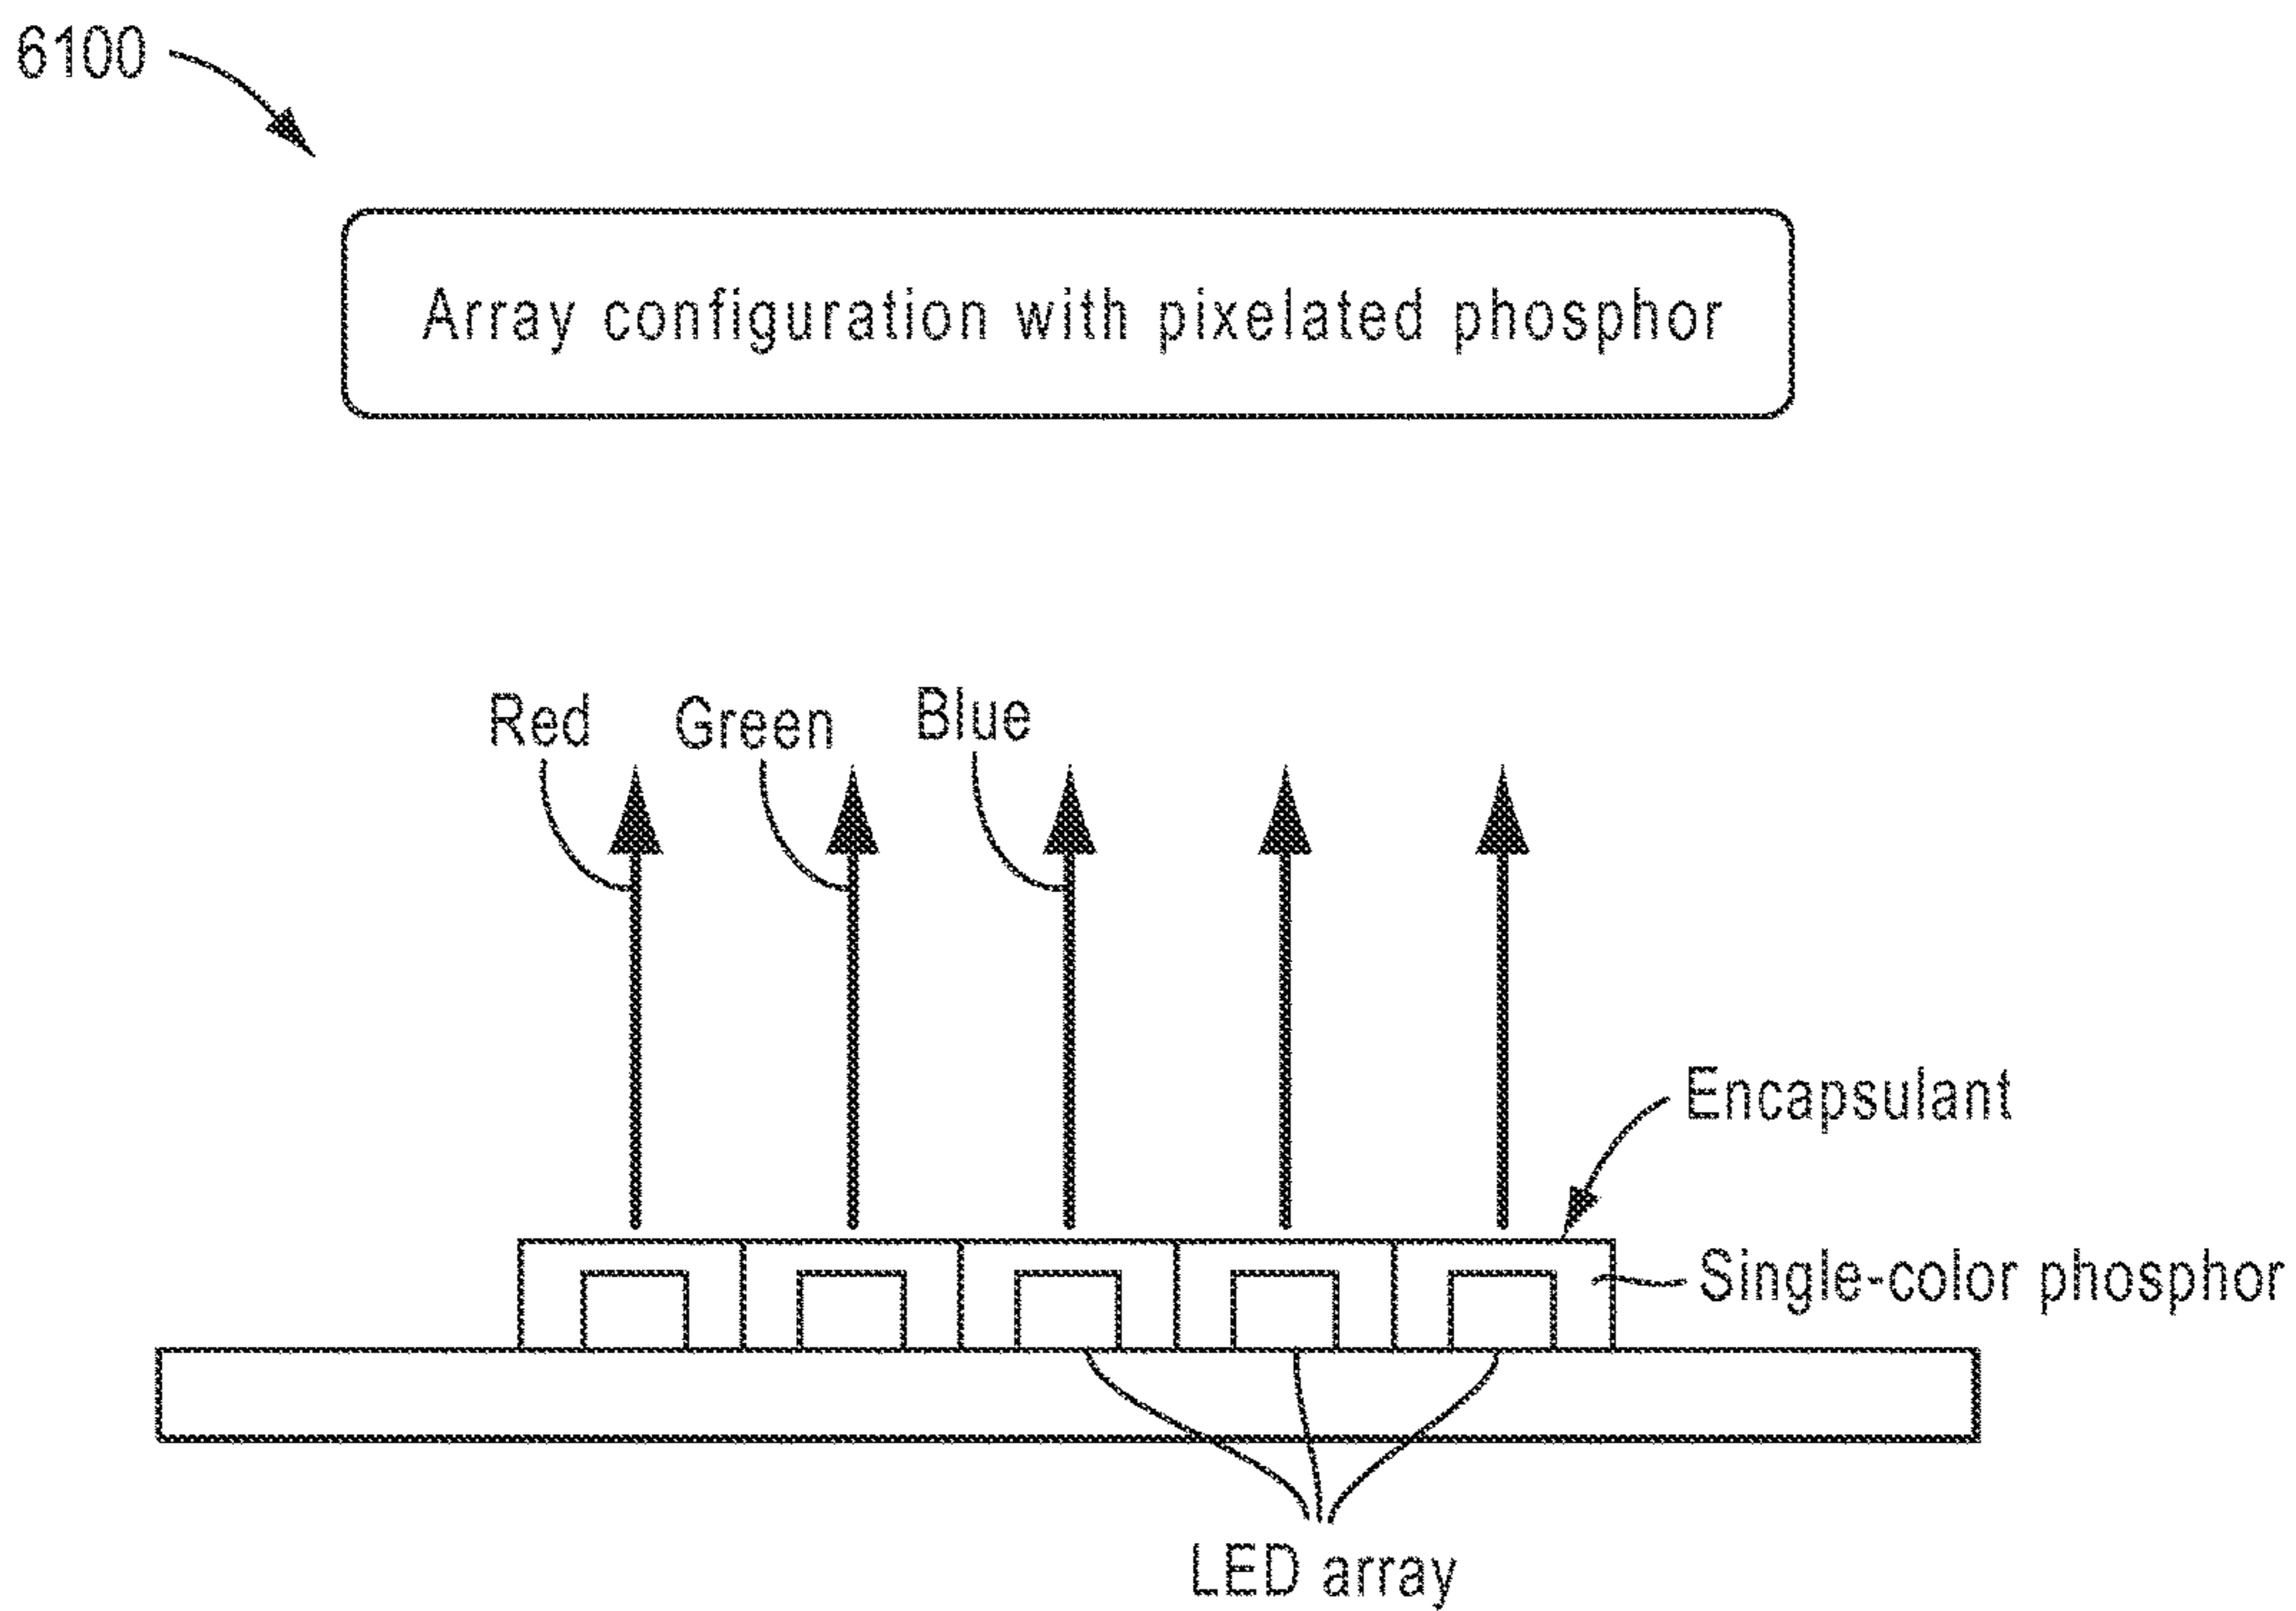 6100
Array configuration with pixelated phosphor
Red
Green
Blue
Encapsulant
Single-color phosphor
LED array